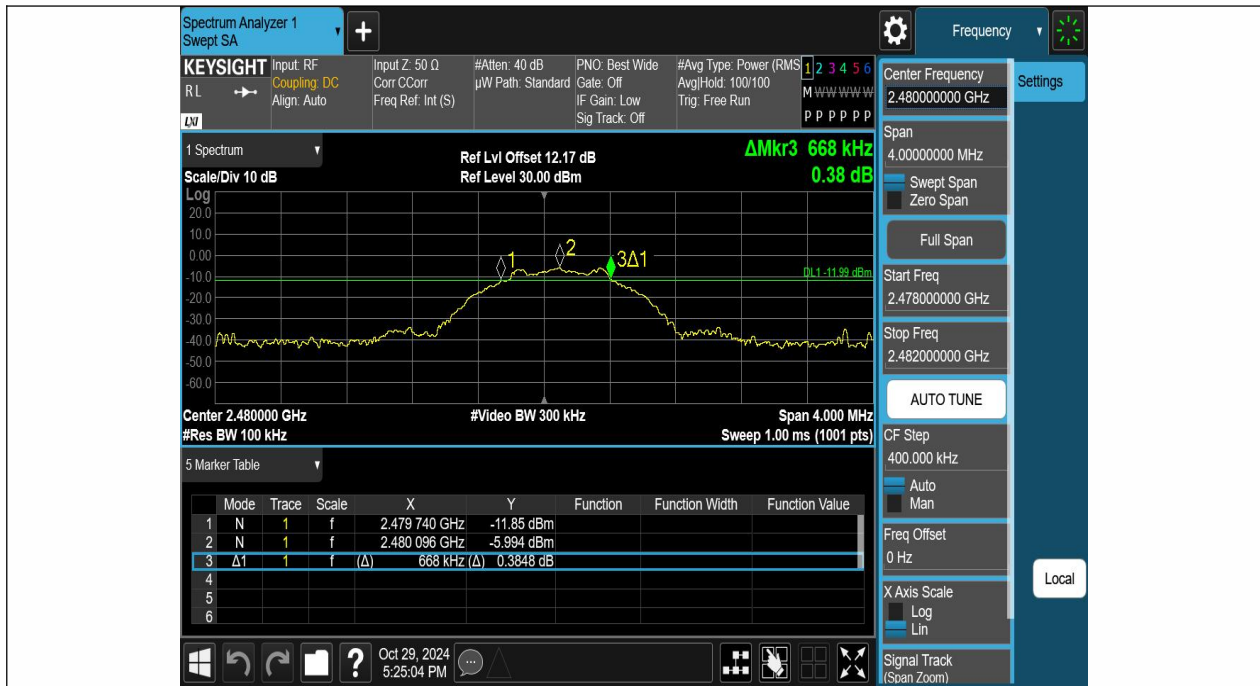 Spectrum Analyzer 1
Swept SA
Frequency
KEYSIGHT
RL
LXI
Input: RF
Coupling: DC
Align: Auto
Input Z: 50 Ω
Corr CCorr
Freq Ref: Int (S)
#Atten: 40 dB
µW Path: Standard
PNO: Best Wide
Gate: Off
IF Gain: Low
Sig Track: Off
#Avg Type: Power (RMS
Avg|Hold: 100/100
Trig: Free Run
1 2 3 4 5 6
M W W W W W
P P P P P P
1 Spectrum
Scale/Div 10 dB
Ref Lvl Offset 12.17 dB
Ref Level 30.00 dBm
ΔMkr3 668 kHz
0.38 dB
Log
20.0
10.0
0.00
-10.0
-20.0
-30.0
-40.0
-50.0
-60.0
1
2
3Δ1
DL1 -11.99 dBm
Center 2.480000 GHz
#Res BW 100 kHz
#Video BW 300 kHz
Span 4.000 MHz
Sweep 1.00 ms (1001 pts)
5 Marker Table
Mode Trace Scale X Y Function Function Width Function Value
1 N 1 f 2.479 740 GHz -11.85 dBm
2 N 1 f 2.480 096 GHz -5.994 dBm
3 Δ1 1 f (Δ) 668 kHz (Δ) 0.3848 dB
4
5
6
?
Oct 29, 2024
5:25:04 PM
Center Frequency
2.480000000 GHz
Settings
Span
4.00000000 MHz
Swept Span
Zero Span
Full Span
Start Freq
2.478000000 GHz
Stop Freq
2.482000000 GHz
AUTO TUNE
CF Step
400.000 kHz
Auto
Man
Freq Offset
0 Hz
Local
X Axis Scale
Log
Lin
Signal Track
(Span Zoom)